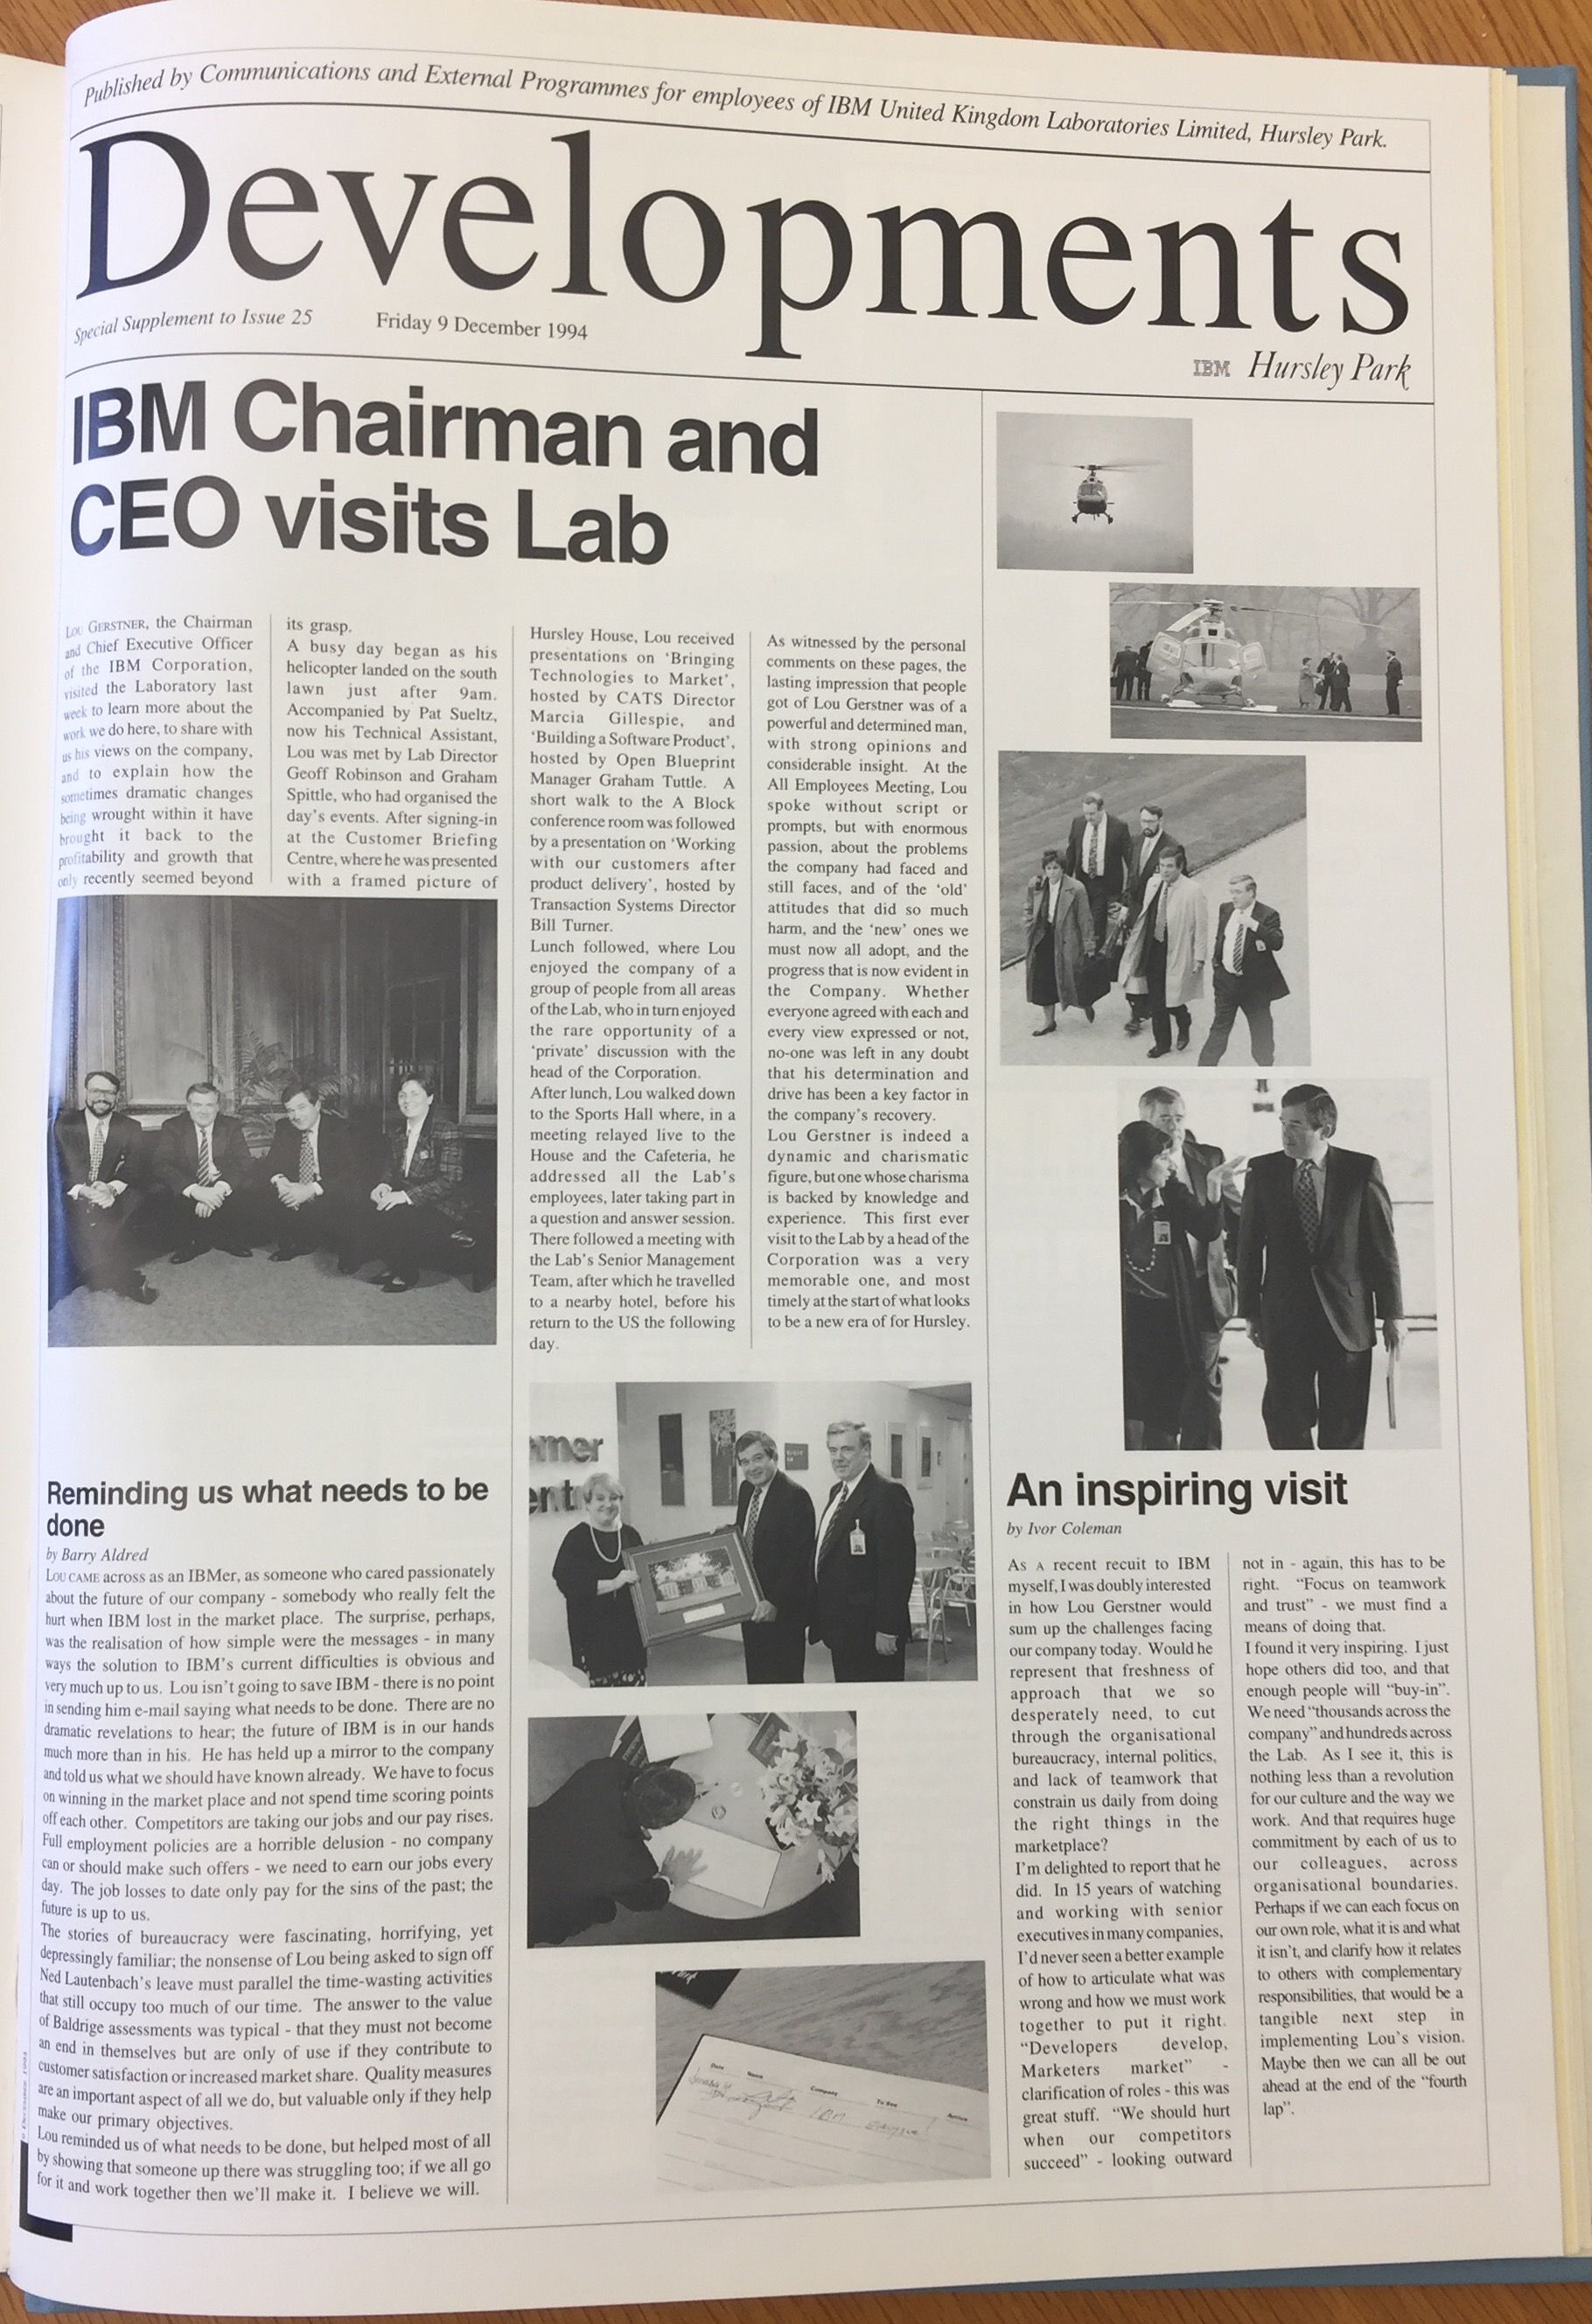 Published by Communications and External Programmes for employees of IBM United Kingdom Laboratories Limited, Hursley Park.
Developments
Special Supplement to Issue 25
Friday 9 December 1994
IBM Hursley Park
IBM Chairman and
CEO visits Lab
LOU GERSTNER, the Chairman
and Chief Executive Officer
of the IBM Corporation,
visited the Laboratory last
week to learn more about the
work we do here, to share with
us his views on the company,
and to explain how the
sometimes dramatic changes
being wrought within it have
brought it back to the
profitability and growth that
only recently seemed beyond
its grasp.
A busy day began as his
helicopter landed on the south
lawn just after 9am.
Accompanied by Pat Sueltz,
now his Technical Assistant,
Lou was met by Lab Director
Geoff Robinson and Graham
Spittle, who had organised the
day's events. After signing-in
at the Customer Briefing
Centre, where he was presented
with a framed picture of
Hursley House, Lou received
presentations on 'Bringing
Technologies to Market',
hosted by CATS Director
Marcia Gillespie, and
'Building a Software Product',
hosted by Open Blueprint
Manager Graham Tuttle. A
short walk to the A Block
conference room was followed
by a presentation on 'Working
with our customers after
product delivery', hosted by
Transaction Systems Director
Bill Turner.
Lunch followed, where Lou
enjoyed the company of a
group of people from all areas
of the Lab, who in turn enjoyed
the rare opportunity of a
'private' discussion with the
head of the Corporation.
After lunch, Lou walked down
to the Sports Hall where, in a
meeting relayed live to the
House and the Cafeteria, he
addressed all the Lab's
employees, later taking part in
a question and answer session.
There followed a meeting with
the Lab's Senior Management
Team, after which he travelled
to a nearby hotel, before his
return to the US the following
day.
As witnessed by the personal
comments on these pages, the
lasting impression that people
got of Lou Gerstner was of a
powerful and determined man,
with strong opinions and
considerable insight. At the
All Employees Meeting, Lou
spoke without script or
prompts, but with enormous
passion, about the problems
the company had faced and
still faces, and of the 'old'
attitudes that did so much
harm, and the 'new' ones we
must now all adopt, and the
progress that is now evident in
the Company. Whether
everyone agreed with each and
every view expressed or not,
no-one was left in any doubt
that his determination and
drive has been a key factor in
the company's recovery.
Lou Gerstner is indeed a
dynamic and charismatic
figure, but one whose charisma
is backed by knowledge and
experience. This first ever
visit to the Lab by a head of the
Corporation was a very
memorable one, and most
timely at the start of what looks
to be a new era of for Hursley.
Reminding us what needs to be
done
by Barry Aldred
LOU CAME across as an IBMer, as someone who cared passionately
about the future of our company - somebody who really felt the
hurt when IBM lost in the market place. The surprise, perhaps,
was the realisation of how simple were the messages - in many
ways the solution to IBM's current difficulties is obvious and
very much up to us. Lou isn't going to save IBM - there is no point
in sending him e-mail saying what needs to be done. There are no
dramatic revelations to hear; the future of IBM is in our hands
much more than in his. He has held up a mirror to the company
and told us what we should have known already. We have to focus
on winning in the market place and not spend time scoring points
off each other. Competitors are taking our jobs and our pay rises.
Full employment policies are a horrible delusion - no company
can or should make such offers - we need to earn our jobs every
day. The job losses to date only pay for the sins of the past; the
future is up to us.
The stories of bureaucracy were fascinating, horrifying, yet
depressingly familiar; the nonsense of Lou being asked to sign off
Ned Lautenbach's leave must parallel the time-wasting activities
that still occupy too much of our time. The answer to the value
of Baldrige assessments was typical - that they must not become
an end in themselves but are only of use if they contribute to
customer satisfaction or increased market share. Quality measures
are an important aspect of all we do, but valuable only if they help
make our primary objectives.
Lou reminded us of what needs to be done, but helped most of all
by showing that someone up there was struggling too; if we all go
for it and work together then we'll make it. I believe we will.
mer
entr
Date
Name
Company
To See
IBM
An inspiring visit
by Ivor Coleman
AS A recent recuit to IBM
myself, I was doubly interested
in how Lou Gerstner would
sum up the challenges facing
our company today. Would he
represent that freshness of
approach that we so
desperately need, to cut
through the organisational
bureaucracy, internal politics,
and lack of teamwork that
constrain us daily from doing
the right things in the
marketplace?
I'm delighted to report that he
did. In 15 years of watching
and working with senior
executives in many companies,
I'd never seen a better example
of how to articulate what was
wrong and how we must work
together to put it right.
"Developers develop,
Marketers market" -
clarification of roles - this was
great stuff. "We should hurt
when our competitors
succeed" - looking outward
not in - again, this has to be
right. "Focus on teamwork
and trust" - we must find a
means of doing that.
I found it very inspiring. I just
hope others did too, and that
enough people will "buy-in".
We need "thousands across the
company" and hundreds across
the Lab. As I see it, this is
nothing less than a revolution
for our culture and the way we
work. And that requires huge
commitment by each of us to
our colleagues, across
organisational boundaries.
Perhaps if we can each focus on
our own role, what it is and what
it isn't, and clarify how it relates
to others with complementary
responsibilities, that would be a
tangible next step in
implementing Lou's vision.
Maybe then we can all be out
ahead at the end of the "fourth
lap".